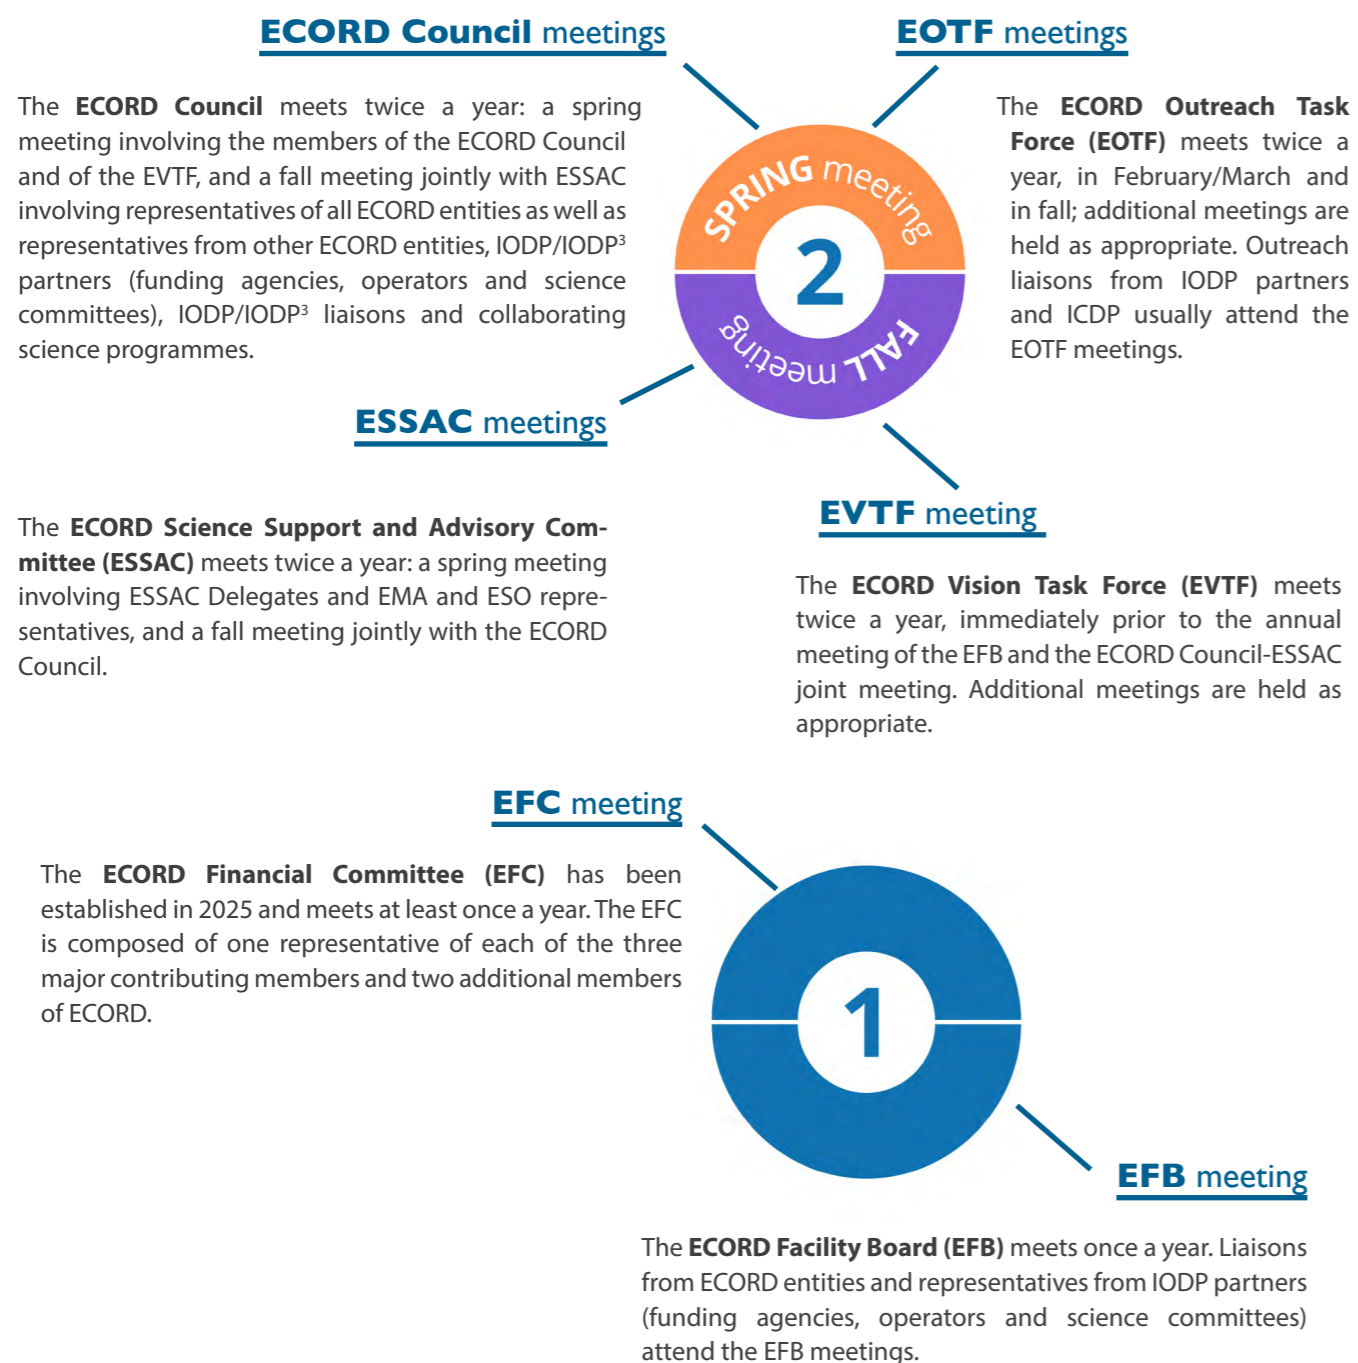 ECORD Council meetings
The ECORD Council meets twice a year: a spring
meeting involving the members of the ECORD Council
and of the EVTF, and a fall meeting jointly with ESSAC
involving representatives of all ECORD entities as well as
representatives from other ECORD entities, IODP/IODP³
partners (funding agencies, operators and science
committees), IODP/IODP³ liaisons and collaborating
science programmes.
EOTF meetings
The ECORD Outreach Task
Force (EOTF) meets twice a
year, in February/March and
in fall; additional meetings are
held as appropriate. Outreach
liaisons from IODP partners
and ICDP usually attend the
EOTF meetings.
SPRING meeting
2
FALL meeting
ESSAC meetings
The ECORD Science Support and Advisory Com-
mittee (ESSAC) meets twice a year: a spring meeting
involving ESSAC Delegates and EMA and ESO repre-
sentatives, and a fall meeting jointly with the ECORD
Council.
EVTF meeting
The ECORD Vision Task Force (EVTF) meets
twice a year, immediately prior to the annual
meeting of the EFB and the ECORD Council-ESSAC
joint meeting. Additional meetings are held as
appropriate.
EFC meeting
The ECORD Financial Committee (EFC) has been
established in 2025 and meets at least once a year. The EFC
is composed of one representative of each of the three
major contributing members and two additional members
of ECORD.
1
EFB meeting
The ECORD Facility Board (EFB) meets once a year. Liaisons
from ECORD entities and representatives from IODP partners
(funding agencies, operators and science committees)
attend the EFB meetings.